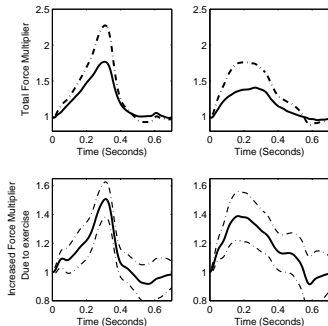 2.5
2
1.5
1
0 0.2 0.4 0.6
Time (Seconds)
Total Force Multiplier
2.5
2
1.5
1
0 0.2 0.4 0.6
Time (Seconds)
1.6
1.4
1.2
1
0.8
0 0.2 0.4 0.6
Time (Seconds)
Increased Force Multiplier
Due to exercise
1.6
1.4
1.2
1
0.8
0 0.2 0.4 0.6
Time (Seconds)